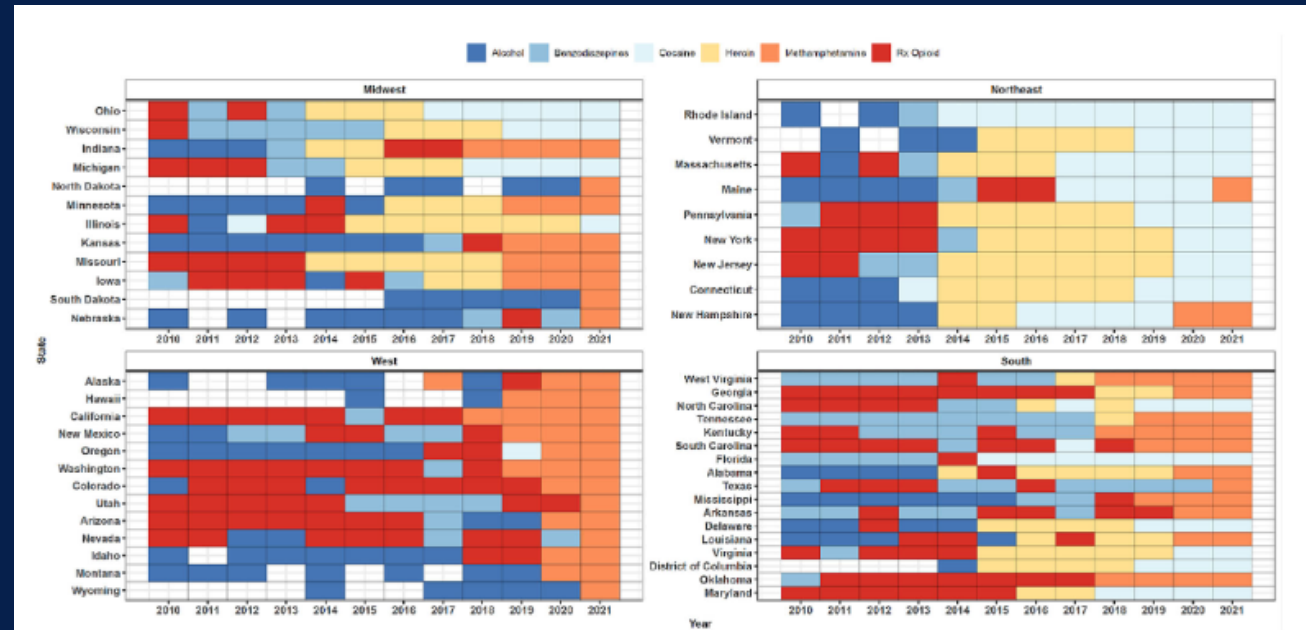 Alcohol Benzodiazepines Cocaine Heroin Methamphetamine Rx Opioid
Midwest
Ohio
Wisconsin
Indiana
Michigan
North Dakota
Minnesota
Illinois
Kansas
Missouri
Iowa
South Dakota
Nebraska
2010 2011 2012 2013 2014 2015 2016 2017 2018 2019 2020 2021
Northeast
Rhode Island
Vermont
Massachusetts
Maine
Pennsylvania
New York
New Jersey
Connecticut
New Hampshire
2010 2011 2012 2013 2014 2015 2016 2017 2018 2019 2020 2021
State
West
Alaska
Hawaii
California
New Mexico
Oregon
Washington
Colorado
Utah
Arizona
Nevada
Idaho
Montana
Wyoming
2010 2011 2012 2013 2014 2015 2016 2017 2018 2019 2020 2021
South
West Virginia
Georgia
North Carolina
Tennessee
Kentucky
South Carolina
Florida
Alabama
Texas
Mississippi
Arkansas
Delaware
Louisiana
Virginia
District of Columbia
Oklahoma
Maryland
2010 2011 2012 2013 2014 2015 2016 2017 2018 2019 2020 2021
Year